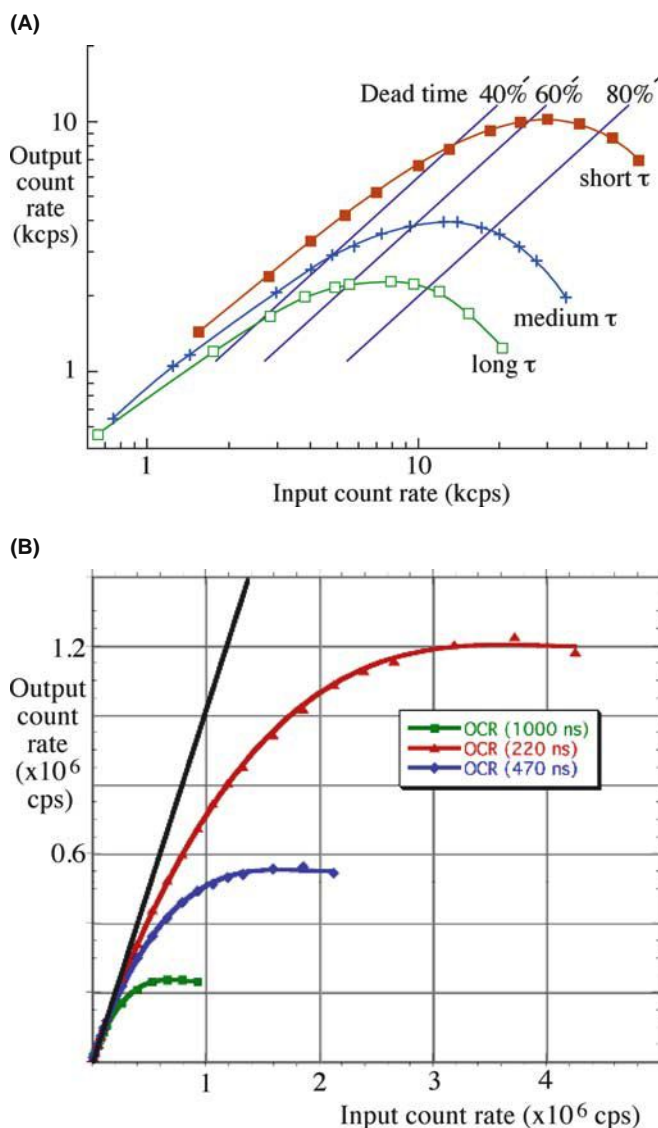 (A)
Dead time 40% 60% 80%
10
Output
count rate
(kcps)
short τ
medium τ
1
long τ
1 10
Input count rate (kcps)
(B)
1.2
Output
count
rate
(x10⁶
cps)
OCR (1000 ns)
OCR (220 ns)
OCR (470 ns)
0.6
1 2 3 4
Input count rate (x10⁶ cps)